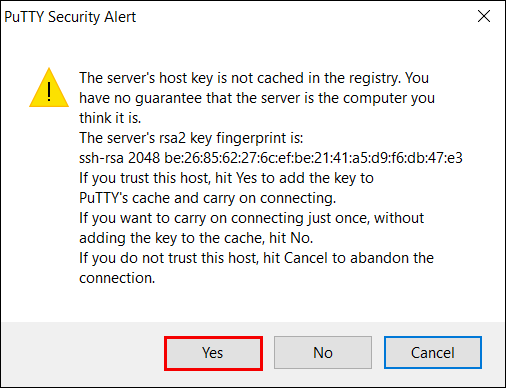 PuTTY Security Alert
The server's host key is not cached in the registry. You
have no guarantee that the server is the computer you
think it is.
The server's rsa2 key fingerprint is:
ssh-rsa 2048 be:26:85:62:27:6c:ef:be:21:41:a5:d9:f6:db:47:e3
If you trust this host, hit Yes to add the key to
PuTTY's cache and carry on connecting.
If you want to carry on connecting just once, without
adding the key to the cache, hit No.
If you do not trust this host, hit Cancel to abandon the
connection.
Yes No Cancel